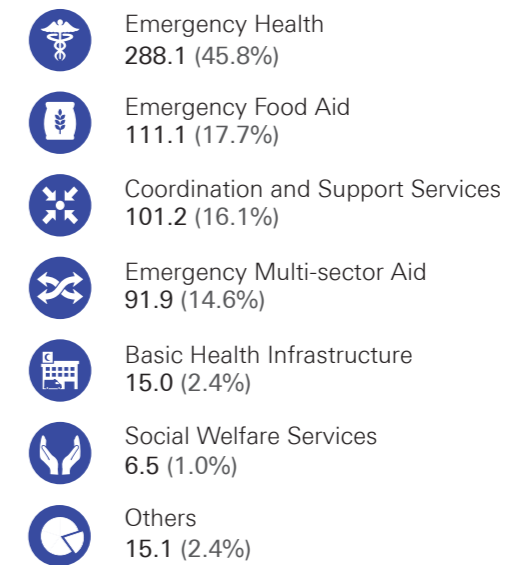 Emergency Health
288.1 (45.8%)
Emergency Food Aid
111.1 (17.7%)
Coordination and Support Services
101.2 (16.1%)
Emergency Multi-sector Aid
91.9 (14.6%)
Basic Health Infrastructure
15.0 (2.4%)
Social Welfare Services
6.5 (1.0%)
Others
15.1 (2.4%)